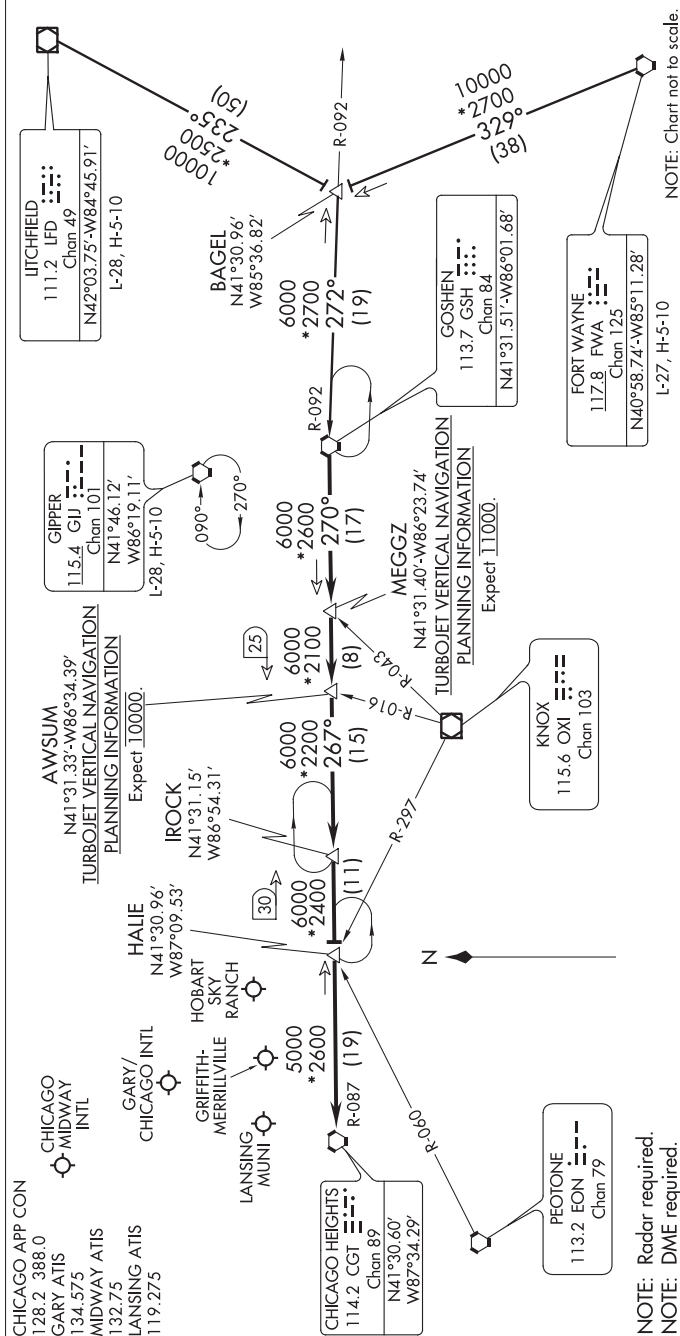 CHICAGO APP CON
128.2 388.0
GARY ATIS
134.575
MIDWAY ATIS
132.75
LANSING ATIS
119.275
CHICAGO
MIDWAY
INTL
GARY/
CHICAGO INTL
GRIFFITH-
MERRILLVILLE
LANSING
MUNI
HOBART
SKY
RANCH
HALIE
N41°30.96'
W87°09.53'
IROCK
N41°31.15'
W86°54.31'
AWSUM
N41°31.33'-W86°34.39'
TURBOJET VERTICAL NAVIGATION
PLANNING INFORMATION
Expect 10000.
GIPPER
115.4 GIJ
Chan 101
N41°46.12'
W86°19.11'
L-28, H-5-10
090°
270°
LITCHFIELD
111.2 LFD
Chan 49
N42°03.75'-W84°45.91'
L-28, H-5-10
10000
*2500
235°
(50)
BAGEL
N41°30.96'
W85°36.82'
R-092
6000
*2700
272°
(19)
R-092
6000
*2600
270°
(17)
25
6000
*2100
(8)
6000
*2200
267°
(15)
30
6000
*2400
(11)
5000
*2600
(19)
R-087
CHICAGO HEIGHTS
114.2 CGT
Chan 89
N41°30.60'
W87°34.29'
R-060
PEOTONE
113.2 EON
Chan 79
N
R-297
R-016
R-043
KNOX
115.6 OXI
Chan 103
MEGGZ
N41°31.40'-W86°23.74'
TURBOJET VERTICAL NAVIGATION
PLANNING INFORMATION
Expect 11000.
GOSHEN
113.7 GSH
Chan 84
N41°31.51'-W86°01.68'
10000
*2700
329°
(38)
FORT WAYNE
117.8 FWA
Chan 125
N40°58.74'-W85°11.28'
L-27, H-5-10
NOTE: Radar required.
NOTE: DME required.
NOTE: Chart not to scale.